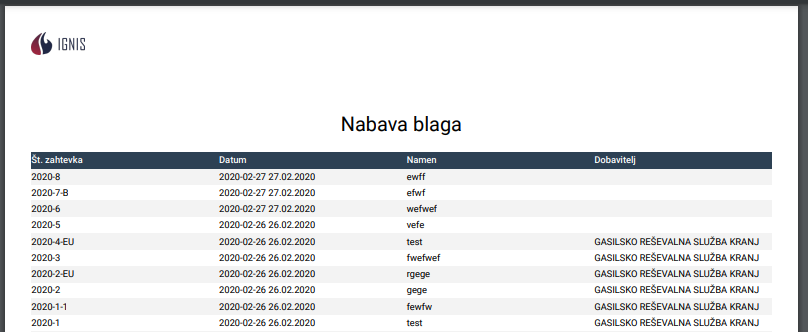 IGNIS
Nabava blaga
Št. zahtevka Datum Namen Dobavitelj
2020-8 2020-02-27 27.02.2020 ewff
2020-7-B 2020-02-27 27.02.2020 efwf
2020-6 2020-02-27 27.02.2020 wefwef
2020-5 2020-02-26 26.02.2020 vefe
2020-4-EU 2020-02-26 26.02.2020 test GASILSKO REŠEVALNA SLUŽBA KRANJ
2020-3 2020-02-26 26.02.2020 fwefwef GASILSKO REŠEVALNA SLUŽBA KRANJ
2020-2-EU 2020-02-26 26.02.2020 rgege GASILSKO REŠEVALNA SLUŽBA KRANJ
2020-2 2020-02-26 26.02.2020 gege GASILSKO REŠEVALNA SLUŽBA KRANJ
2020-1-1 2020-02-26 26.02.2020 fewfw GASILSKO REŠEVALNA SLUŽBA KRANJ
2020-1 2020-02-26 26.02.2020 test GASILSKO REŠEVALNA SLUŽBA KRANJ